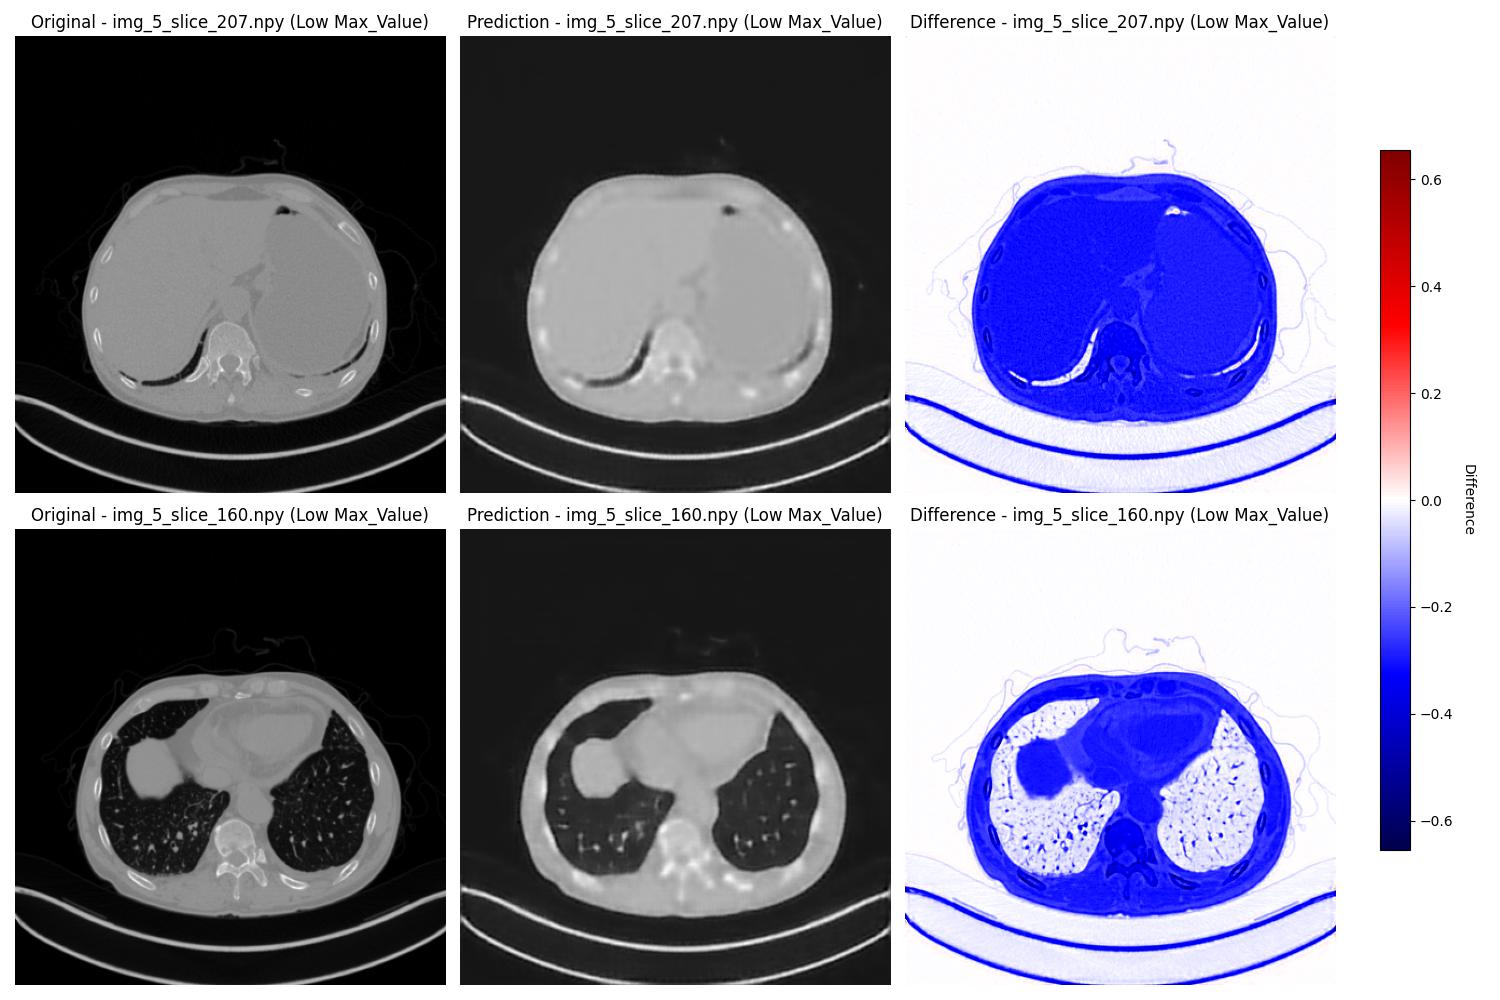 Original - img_5_slice_207.npy (Low Max_Value)
Prediction - img_5_slice_207.npy (Low Max_Value)
Difference - img_5_slice_207.npy (Low Max_Value)
Original - img_5_slice_160.npy (Low Max_Value)
Prediction - img_5_slice_160.npy (Low Max_Value)
Difference - img_5_slice_160.npy (Low Max_Value)
0.6
0.4
0.2
0.0
−0.2
−0.4
−0.6
Difference